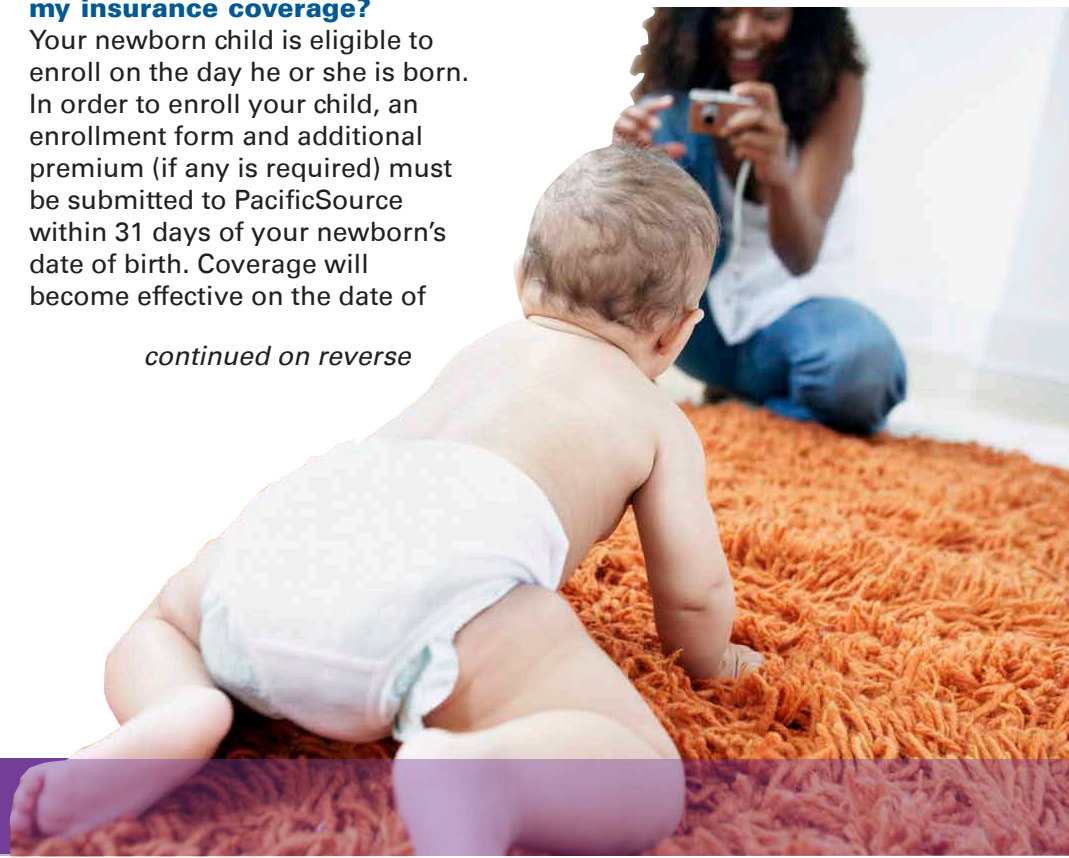 my insurance coverage?
Your newborn child is eligible to
enroll on the day he or she is born.
In order to enroll your child, an
enrollment form and additional
premium (if any is required) must
be submitted to PacificSource
within 31 days of your newborn’s
date of birth. Coverage will
become effective on the date of
continued on reverse